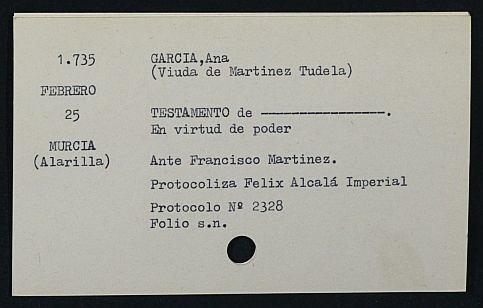 1.735 GARCIA,Ana
(Viuda de Martinez Tudela)
FEBRERO
25 TESTAMENTO de ————————.
En virtud de poder
MURCIA
(Alarilla) Ante Francisco Martinez.
Protocoliza Felix Alcalá Imperial
Protocolo Nº 2328
Folio s.n.